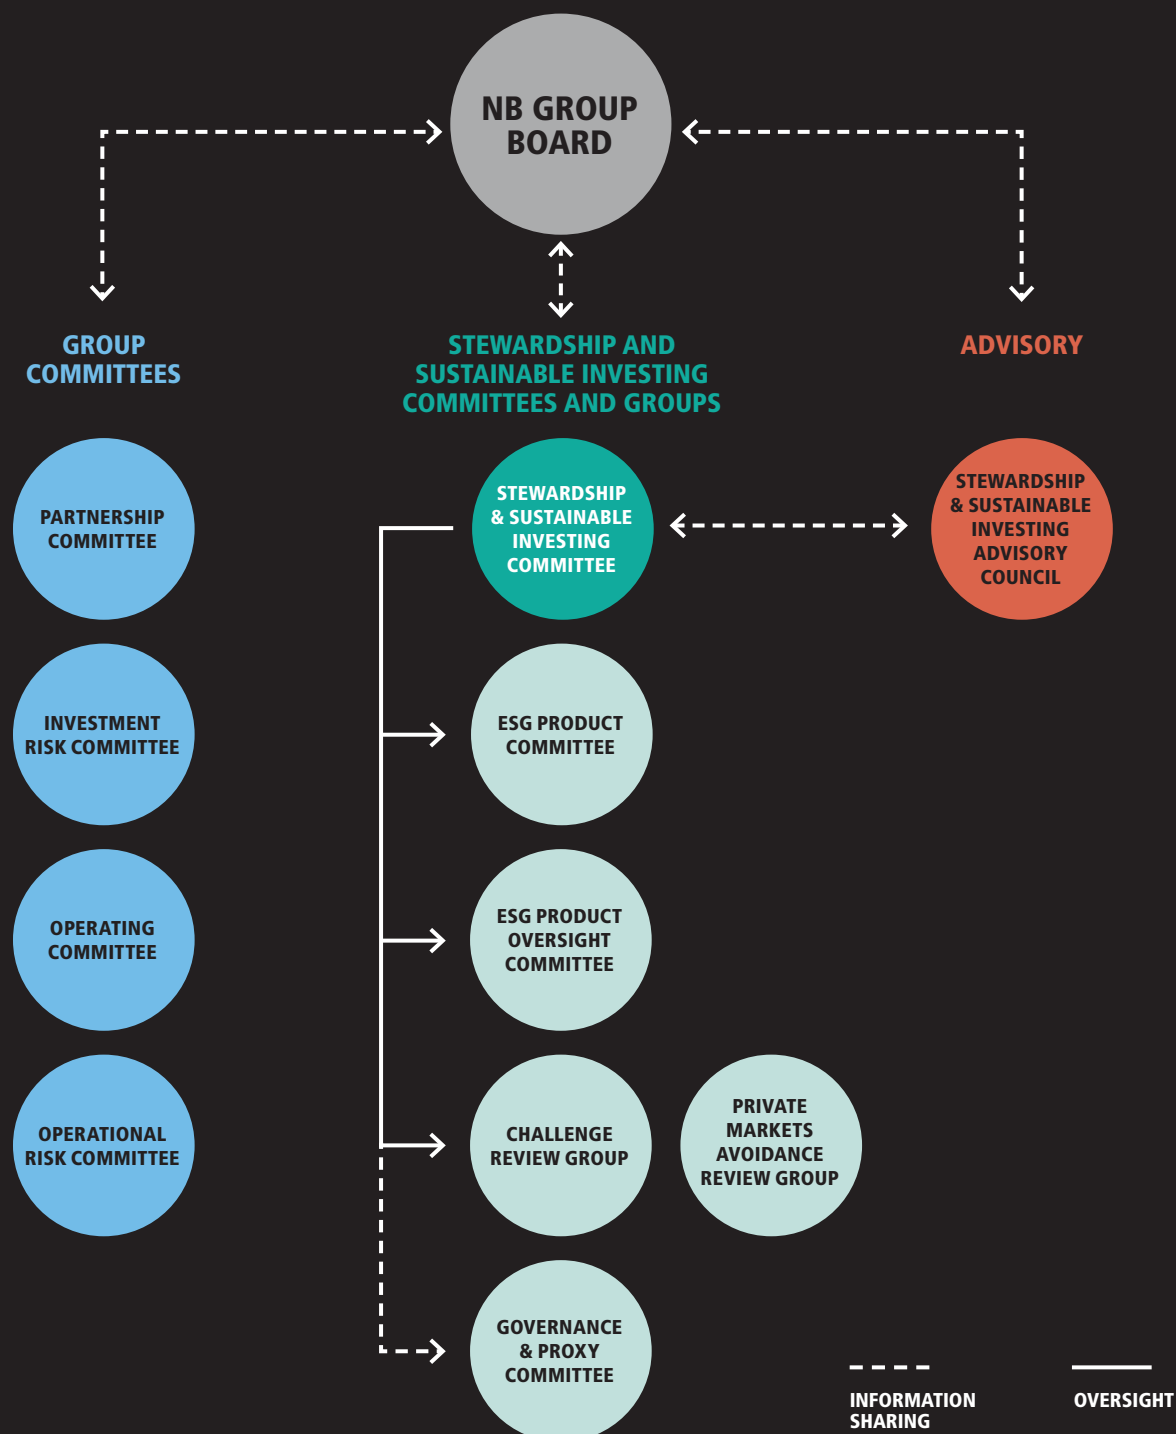 NB GROUP
BOARD
GROUP
COMMITTEES
STEWARDSHIP AND
SUSTAINABLE INVESTING
COMMITTEES AND GROUPS
ADVISORY
PARTNERSHIP
COMMITTEE
INVESTMENT
RISK COMMITTEE
OPERATING
COMMITTEE
OPERATIONAL
RISK COMMITTEE
STEWARDSHIP
& SUSTAINABLE
INVESTING
COMMITTEE
ESG PRODUCT
COMMITTEE
ESG PRODUCT
OVERSIGHT
COMMITTEE
CHALLENGE
REVIEW GROUP
PRIVATE
MARKETS
AVOIDANCE
REVIEW GROUP
GOVERNANCE
& PROXY
COMMITTEE
STEWARDSHIP
& SUSTAINABLE
INVESTING
ADVISORY
COUNCIL
INFORMATION
SHARING
OVERSIGHT